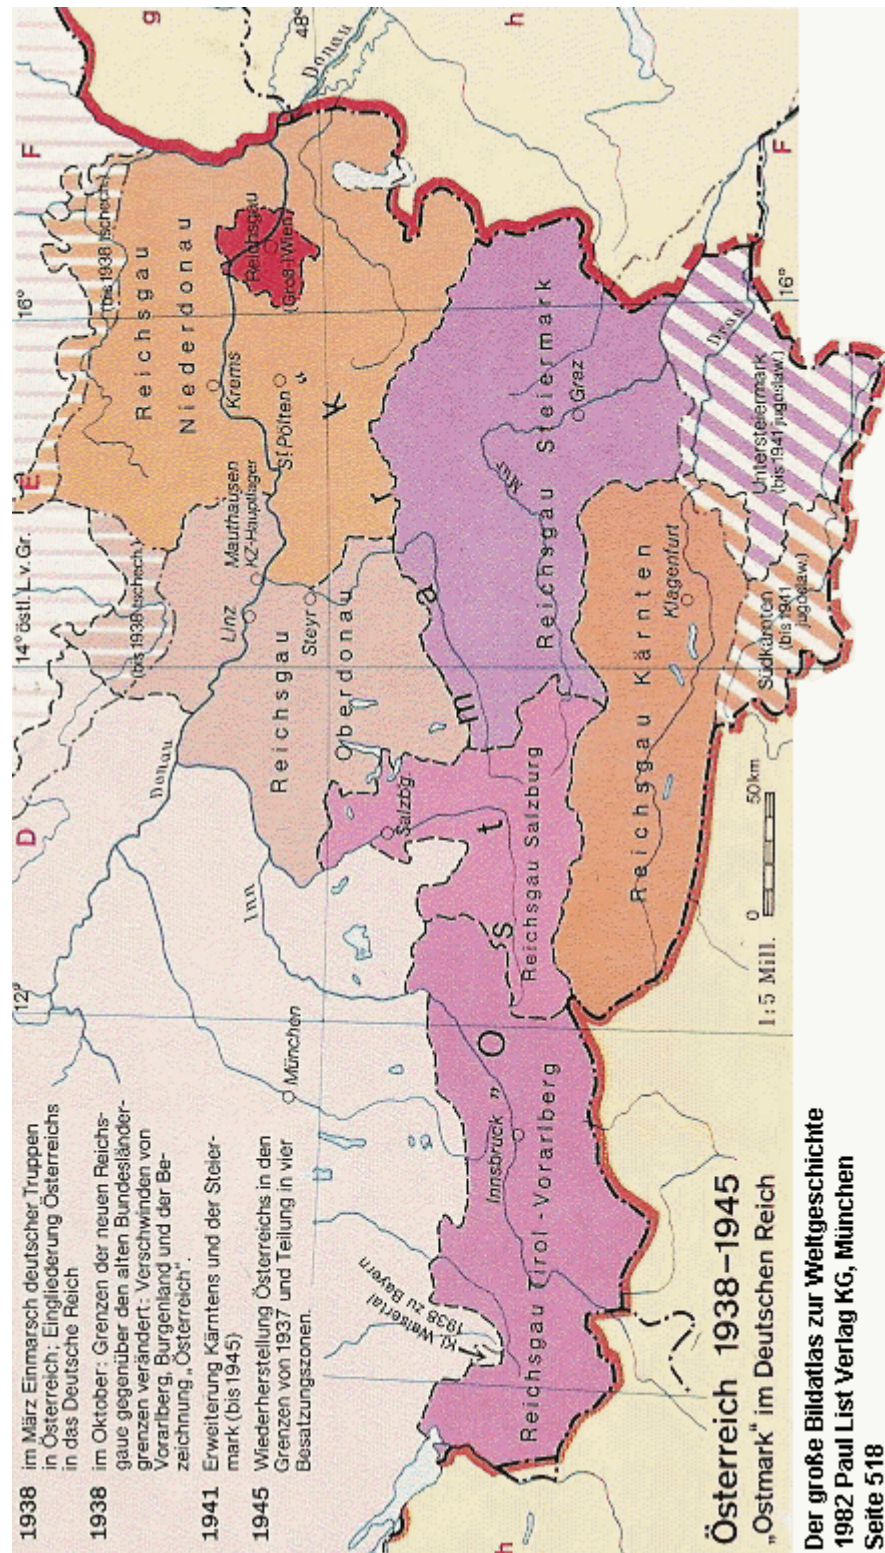 1938 im März Einmarsch deutscher Truppen
in Österreich; Eingliederung Österreichs
in das Deutsche Reich
1938 im Oktober: Grenzen der neuen Reichs-
gaue gegenüber den alten Bundesländer-
grenzen verändert: Verschwinden von
Vorarlberg, Burgenland und der Be-
zeichnung „Österreich".
1941 Erweiterung Kärntens und der Steier-
mark (bis 1945)
1945 Wiederherstellung Österreichs in den
Grenzen von 1937 und Teilung in vier
Besatzungszonen.
12°
D
14° östl. L. v. Gr.
E
16°
F
g
48°
h
Donau
Donau
Inn
München
(bis 1938 tschech.)
(bis 1938 tschech.)
Reichsgau
Niederdonau
Reichsgau
(Groß-)Wien
Krems
St. Pölten
Mauthausen
KZ-Hauptlager
Linz
Steyr
Reichsgau
Oberdonau
Salzbg.
Reichsgau Salzburg
„Ostmark“
Kl. Walsertal
1938 zu Bayern
Innsbruck
Reichsgau Tirol-Vorarlberg
Reichsgau Steiermark
Mur
Graz
Reichsgau Kärnten
Klagenfurt
Drau
Untersteiermark
(bis 1941 jugoslaw.)
Südkärnten
(bis 1941
jugoslaw.)
16°
F
h
0 50km
1:5 Mill.
Österreich 1938–1945
„Ostmark" im Deutschen Reich
Der große Bildatlas zur Weltgeschichte
1982 Paul List Verlag KG, München
Seite 518